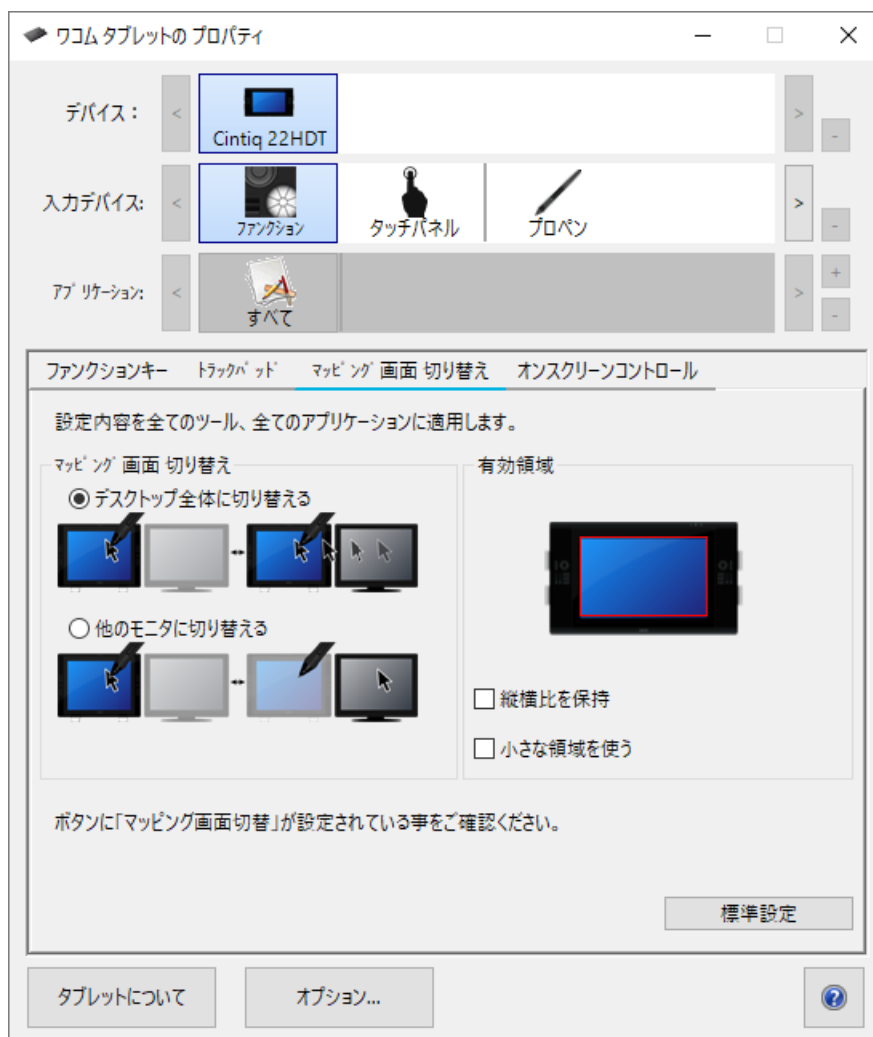 ワコム タブレットの プロパティ
デバイス：
<
Cintiq 22HDT
>
-
入力デバイス:
<
ファンクション
タッチパネル
プロペン
>
-
ｱﾌﾟﾘｹｰｼｮﾝ:
<
すべて
>
+
-
ファンクションキー ﾄﾗｯｸﾊﾟｯﾄﾞ ﾏｯﾋﾟﾝｸﾞ画面 切り替え オンスクリーンコントロール
設定内容を全てのツール、全てのアプリケーションに適用します。
ﾏｯﾋﾟﾝｸﾞ画面 切り替え
デスクトップ全体に切り替える
他のモニタに切り替える
有効領域
縦横比を保持
小さな領域を使う
ボタンに「マッピング画面切替」が設定されている事をご確認ください。
標準設定
タブレットについて
オプション...
?